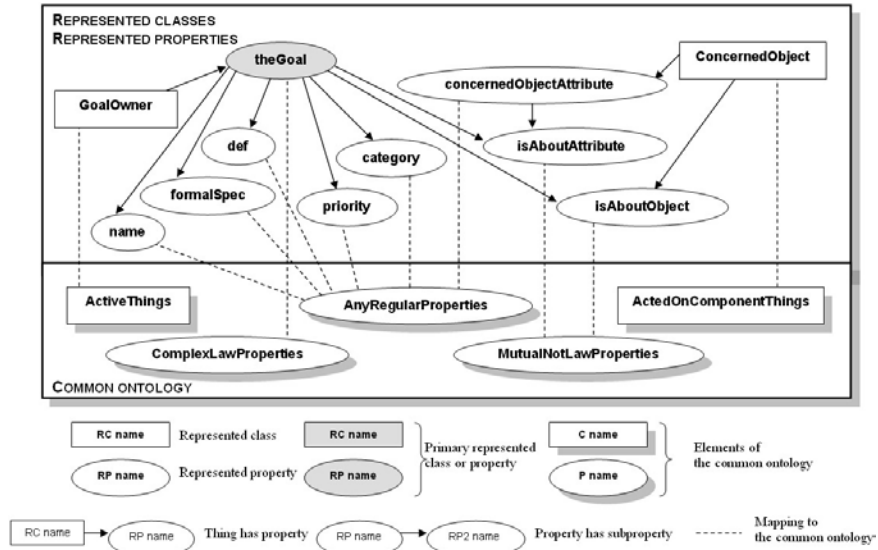 REPRESENTED CLASSES
REPRESENTED PROPERTIES
theGoal
ConcernedObject
concernedObjectAttribute
GoalOwner
def
isAboutAttribute
category
formalSpec
priority
isAboutObject
name
ActiveThings
AnyRegularProperties
ActedOnComponentThings
ComplexLawProperties
MutualNotLawProperties
COMMON ONTOLOGY
RC name
Represented class
RC name
Primary represented
class or property
C name
Elements of
the common ontology
RP name
Represented property
RP name
P name
RC name
RP name
Thing has property
RP name
RP2 name
Property has subproperty
Mapping to
the common ontology